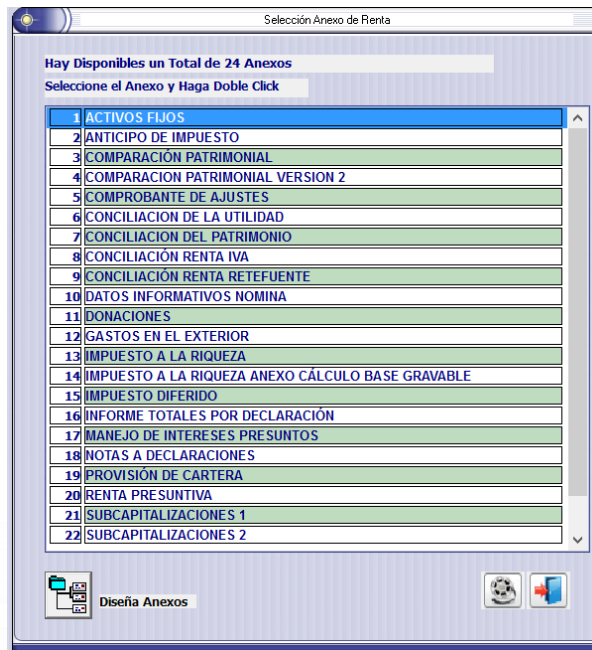 Selección Anexo de Renta
Hay Disponibles un Total de 24 Anexos
Seleccione el Anexo y Haga Doble Click
1 ACTIVOS FIJOS
2 ANTICIPO DE IMPUESTO
3 COMPARACIÓN PATRIMONIAL
4 COMPARACION PATRIMONIAL VERSION 2
5 COMPROBANTE DE AJUSTES
6 CONCILIACION DE LA UTILIDAD
7 CONCILIACION DEL PATRIMONIO
8 CONCILIACIÓN RENTA IVA
9 CONCILIACIÓN RENTA RETEFUENTE
10 DATOS INFORMATIVOS NOMINA
11 DONACIONES
12 GASTOS EN EL EXTERIOR
13 IMPUESTO A LA RIQUEZA
14 IMPUESTO A LA RIQUEZA ANEXO CÁLCULO BASE GRAVABLE
15 IMPUESTO DIFERIDO
16 INFORME TOTALES POR DECLARACIÓN
17 MANEJO DE INTERESES PRESUNTOS
18 NOTAS A DECLARACIONES
19 PROVISIÓN DE CARTERA
20 RENTA PRESUNTIVA
21 SUBCAPITALIZACIONES 1
22 SUBCAPITALIZACIONES 2
Diseña Anexos